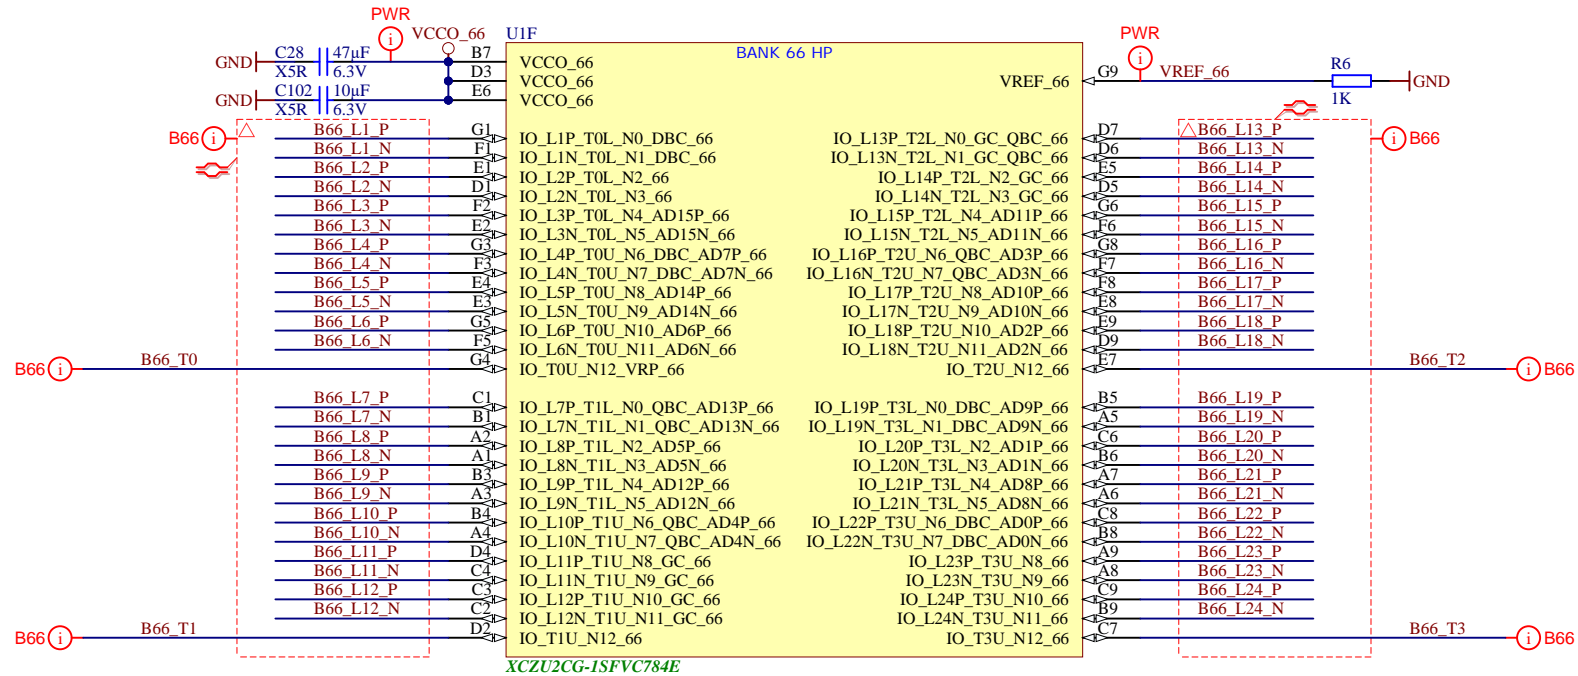 PWR
VCCO_66
U1F
BANK 66 HP
PWR
GND C28 47µF X5R 6.3V
B7 VCCO_66
D3 VCCO_66
GND C102 10µF X5R 6.3V
E6 VCCO_66
VREF_66 G9 VREF_66 R6 1K GND
B66 B66_L1_P G1 IO_L1P_T0L_N0_DBC_66 IO_L13P_T2L_N0_GC_QBC_66 D7 B66_L13_P B66
B66_L1_N F1 IO_L1N_T0L_N1_DBC_66 IO_L13N_T2L_N1_GC_QBC_66 D6 B66_L13_N
B66_L2_P E1 IO_L2P_T0L_N2_66 IO_L14P_T2L_N2_GC_66 E5 B66_L14_P
B66_L2_N D1 IO_L2N_T0L_N3_66 IO_L14N_T2L_N3_GC_66 D5 B66_L14_N
B66_L3_P F2 IO_L3P_T0L_N4_AD15P_66 IO_L15P_T2L_N4_AD11P_66 G6 B66_L15_P
B66_L3_N E2 IO_L3N_T0L_N5_AD15N_66 IO_L15N_T2L_N5_AD11N_66 F6 B66_L15_N
B66_L4_P G3 IO_L4P_T0U_N6_DBC_AD7P_66 IO_L16P_T2U_N6_QBC_AD3P_66 G8 B66_L16_P
B66_L4_N F3 IO_L4N_T0U_N7_DBC_AD7N_66 IO_L16N_T2U_N7_QBC_AD3N_66 F7 B66_L16_N
B66_L5_P E4 IO_L5P_T0U_N8_AD14P_66 IO_L17P_T2U_N8_AD10P_66 F8 B66_L17_P
B66_L5_N E3 IO_L5N_T0U_N9_AD14N_66 IO_L17N_T2U_N9_AD10N_66 E8 B66_L17_N
B66_L6_P G5 IO_L6P_T0U_N10_AD6P_66 IO_L18P_T2U_N10_AD2P_66 E9 B66_L18_P
B66_L6_N F5 IO_L6N_T0U_N11_AD6N_66 IO_L18N_T2U_N11_AD2N_66 D9 B66_L18_N
B66 B66_T0 G4 IO_T0U_N12_VRP_66 IO_T2U_N12_66 E7 B66_T2 B66
B66_L7_P C1 IO_L7P_T1L_N0_QBC_AD13P_66 IO_L19P_T3L_N0_DBC_AD9P_66 B5 B66_L19_P
B66_L7_N B1 IO_L7N_T1L_N1_QBC_AD13N_66 IO_L19N_T3L_N1_DBC_AD9N_66 A5 B66_L19_N
B66_L8_P A2 IO_L8P_T1L_N2_AD5P_66 IO_L20P_T3L_N2_AD1P_66 C6 B66_L20_P
B66_L8_N A1 IO_L8N_T1L_N3_AD5N_66 IO_L20N_T3L_N3_AD1N_66 B6 B66_L20_N
B66_L9_P B3 IO_L9P_T1L_N4_AD12P_66 IO_L21P_T3L_N4_AD8P_66 A7 B66_L21_P
B66_L9_N A3 IO_L9N_T1L_N5_AD12N_66 IO_L21N_T3L_N5_AD8N_66 A6 B66_L21_N
B66_L10_P B4 IO_L10P_T1U_N6_QBC_AD4P_66 IO_L22P_T3U_N6_DBC_AD0P_66 C8 B66_L22_P
B66_L10_N A4 IO_L10N_T1U_N7_QBC_AD4N_66 IO_L22N_T3U_N7_DBC_AD0N_66 B8 B66_L22_N
B66_L11_P D4 IO_L11P_T1U_N8_GC_66 IO_L23P_T3U_N8_66 A9 B66_L23_P
B66_L11_N C4 IO_L11N_T1U_N9_GC_66 IO_L23N_T3U_N9_66 A8 B66_L23_N
B66_L12_P C3 IO_L12P_T1U_N10_GC_66 IO_L24P_T3U_N10_66 C9 B66_L24_P
B66_L12_N C2 IO_L12N_T1U_N11_GC_66 IO_L24N_T3U_N11_66 B9 B66_L24_N
B66 B66_T1 D2 IO_T1U_N12_66 IO_T3U_N12_66 C7 B66_T3 B66
XCZU2CG-1SFVC784E